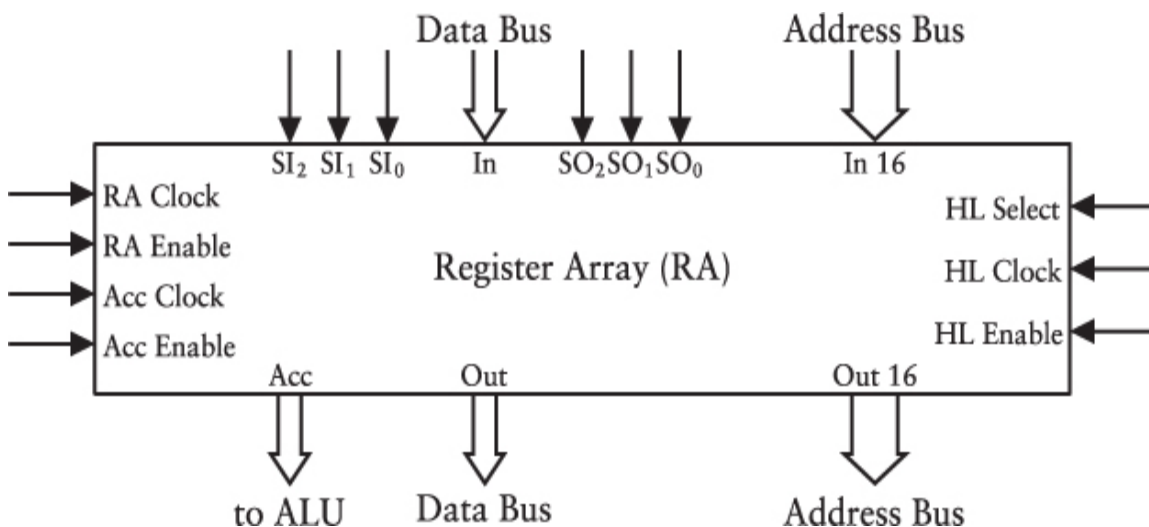 Data Bus Address Bus
SI₂ SI₁ SI₀ In SO₂ SO₁ SO₀ In 16
RA Clock
HL Select
RA Enable
Register Array (RA)
HL Clock
Acc Clock
HL Enable
Acc Enable
Acc Out Out 16
to ALU Data Bus Address Bus